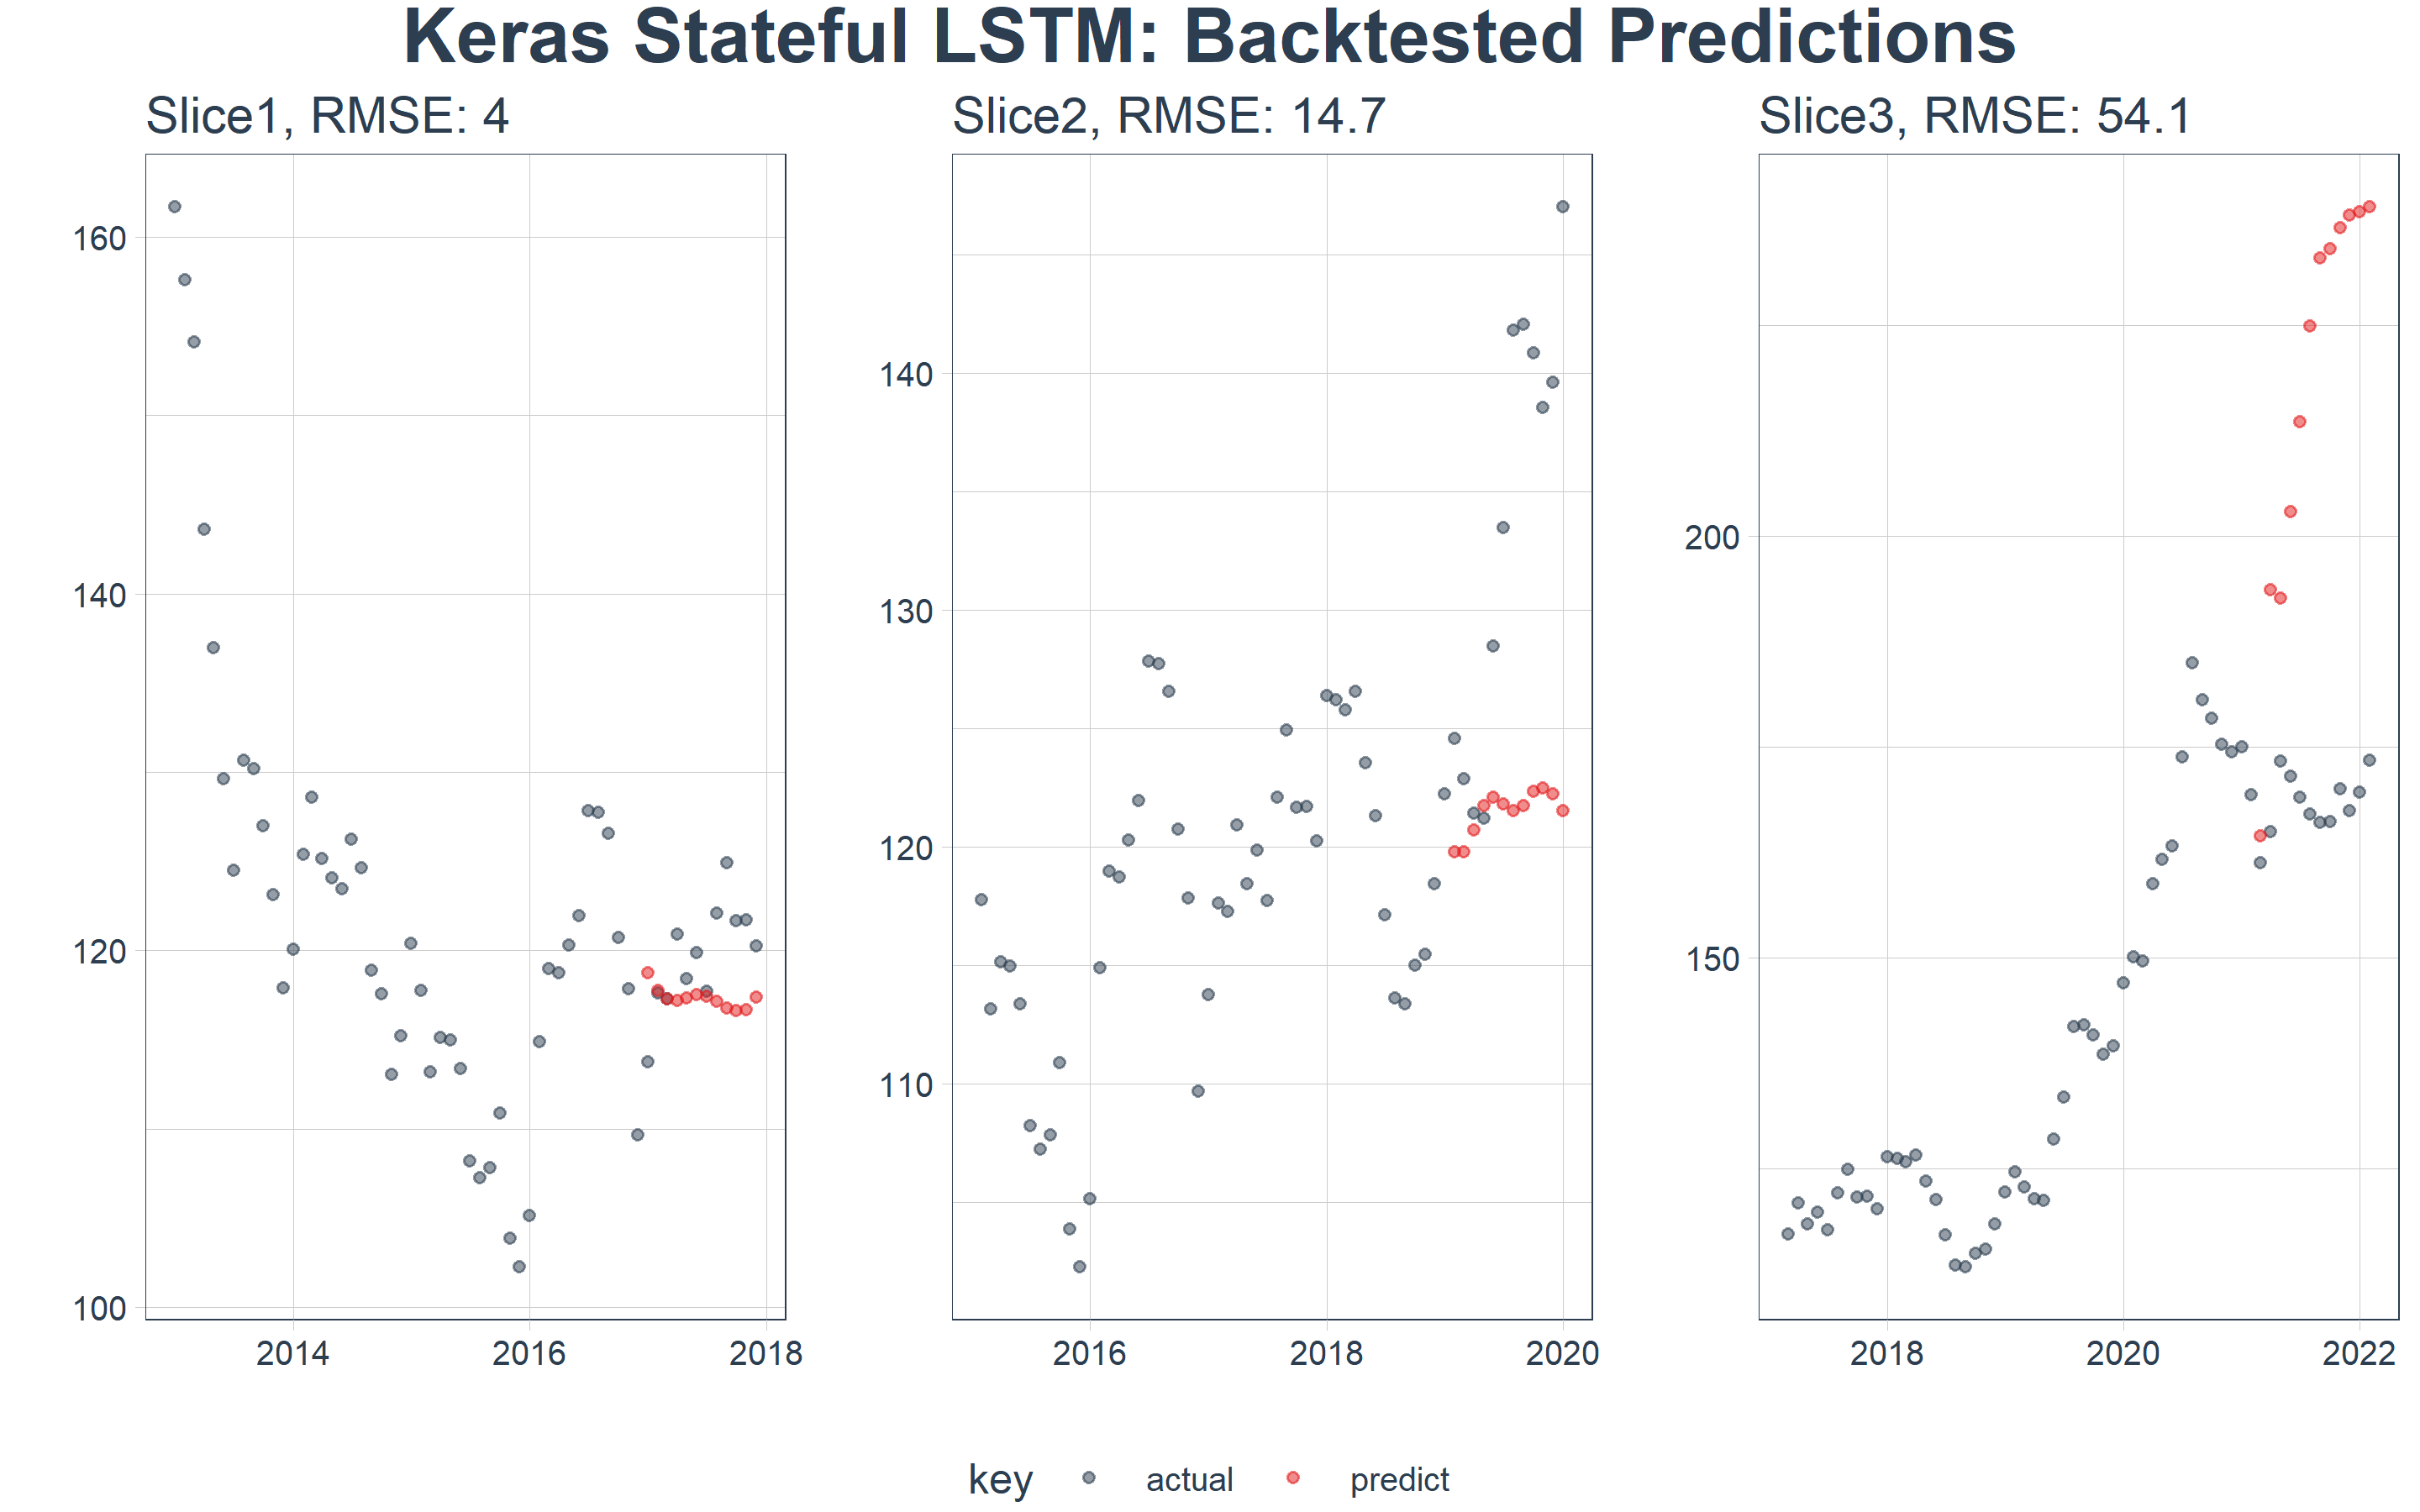 Keras Stateful LSTM: Backtested Predictions
Slice1, RMSE: 4
160
140
120
100
2014 2016 2018
Slice2, RMSE: 14.7
140
130
120
110
2016 2018 2020
Slice3, RMSE: 54.1
200
150
2018 2020 2022
key actual predict